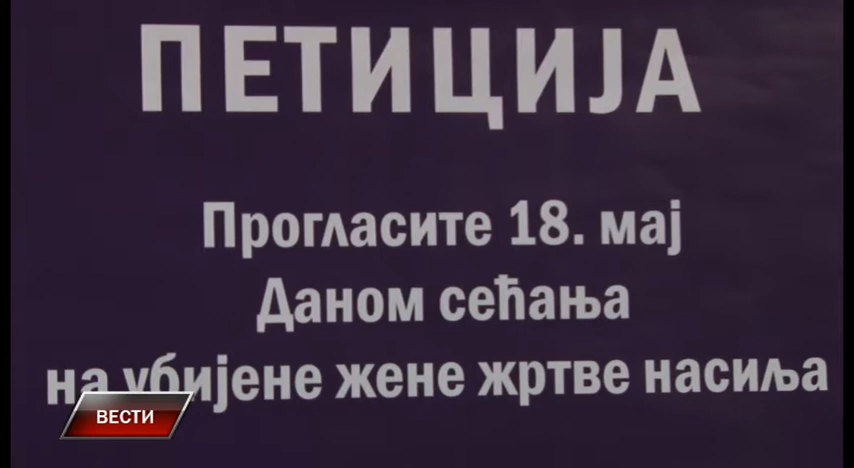 ПЕТИЦИЈА
Прогласите 18. мај
Даном сећања
на убијене жене жртве насиља
ВЕСТИ